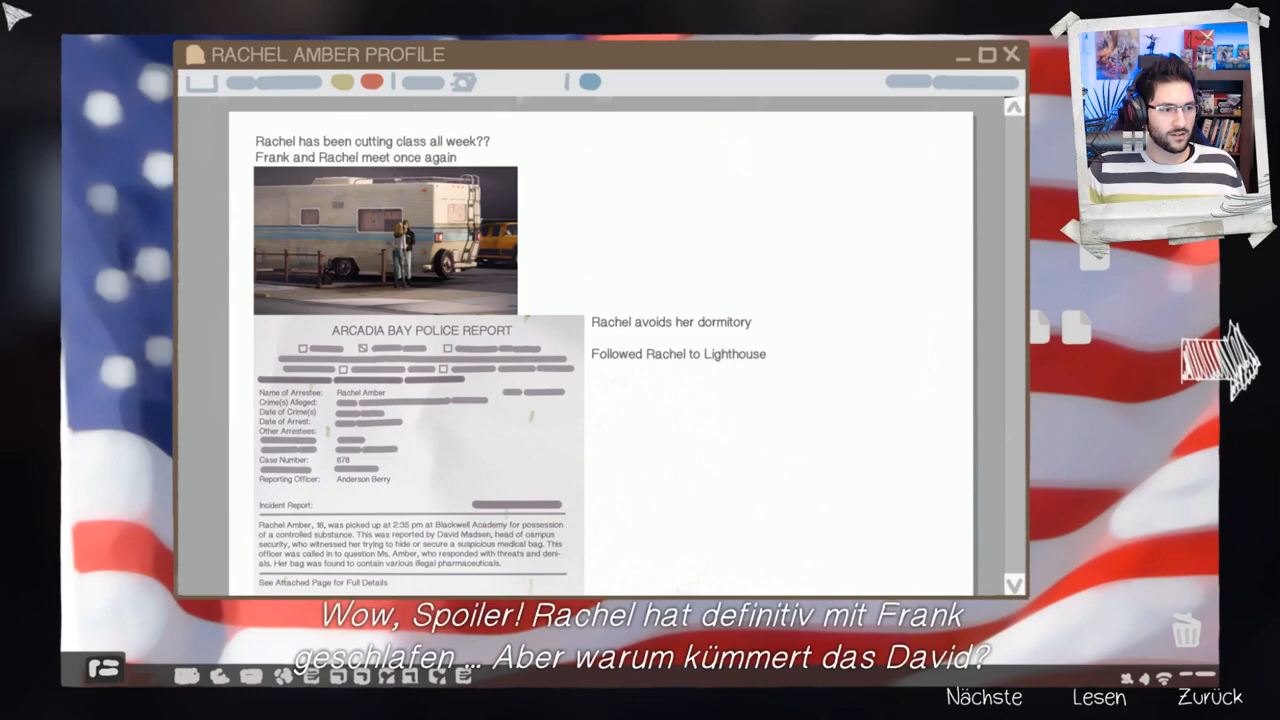 RACHEL AMBER PROFILE
Rachel has been cutting class all week??
Frank and Rachel meet once again
ARCADIA BAY POLICE REPORT
Name of Arrestee: Rachel Amber
Crime(s) Alleged:
Date of Crime(s)
Date of Arrest:
Other Arrestees:
Case Number: 678
Reporting Officer: Anderson Berry
Incident Report:
Rachel Amber, 18, was picked up at 2:35 pm at Blackwell Academy for possession
of a controlled substance. This was reported by David Madsen, head of campus
security, who witnessed her trying to hide or secure a suspicious medical bag. This
officer was called in to question Ms. Amber, who responded with threats and deni-
als. Her bag was found to contain various illegal pharmaceuticals.
See Attached Page for Full Details
Rachel avoids her dormitory
Followed Rachel to Lighthouse
Wow, Spoiler! Rachel hat definitiv mit Frank
geschlafen ... Aber warum kümmert das David?
Nächste Lesen Zurück